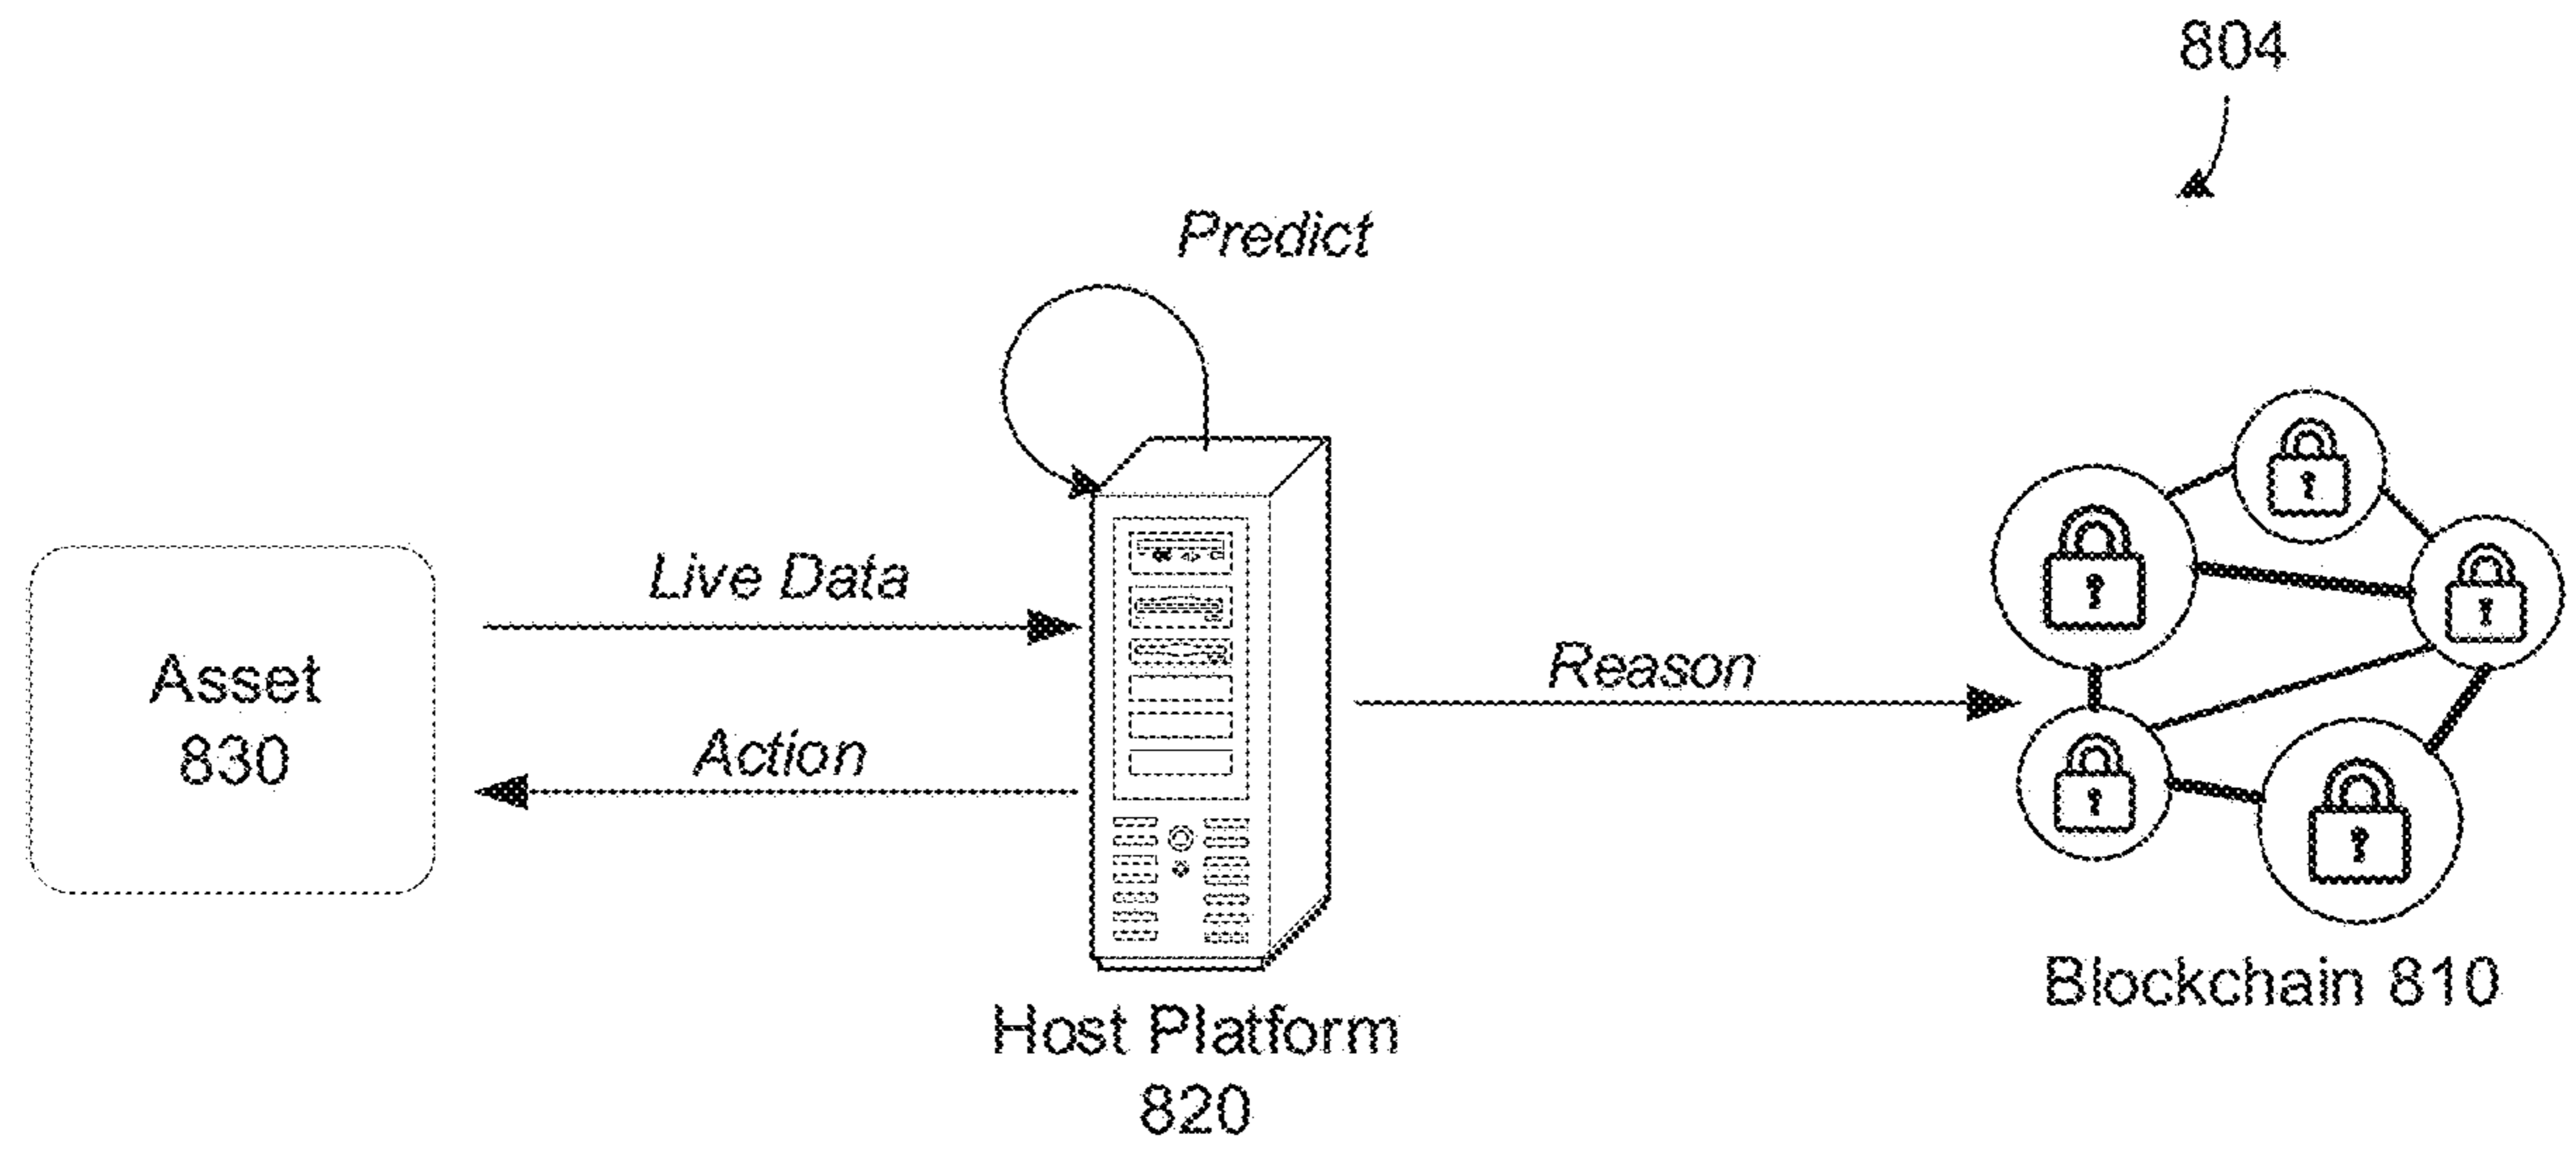 804
Predict
Live Data
Asset
830
Action
Reason
Host Platform
820
Blockchain 810